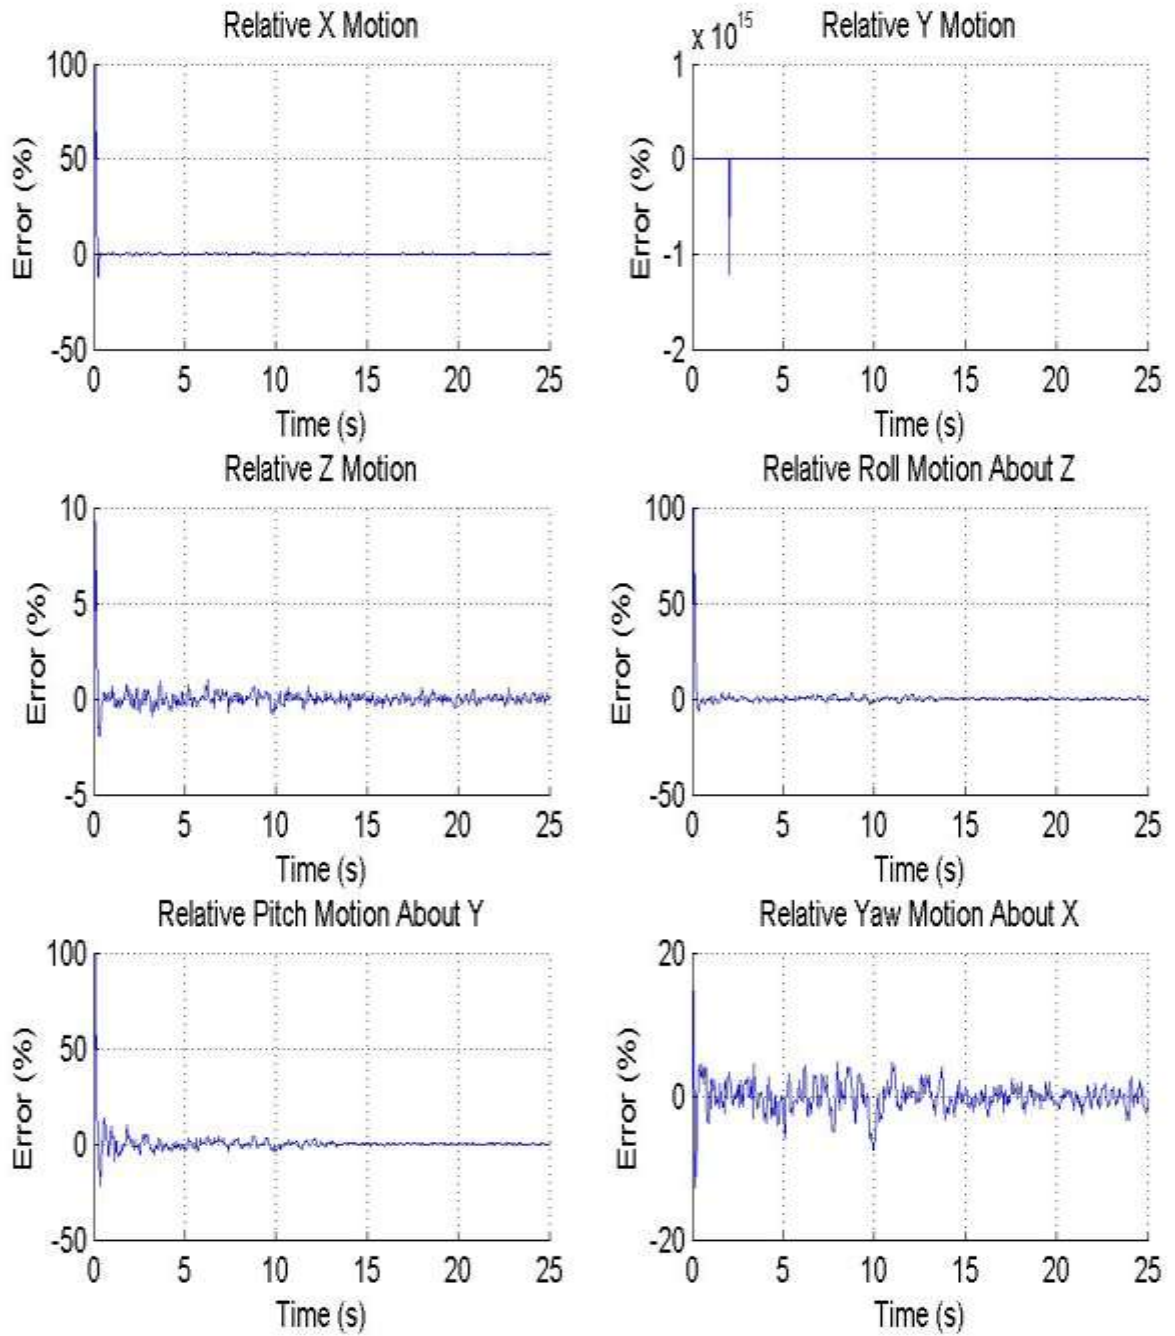 Relative X Motion
100
50
0
-50
Error (%)
0 5 10 15 20 25
Time (s)
Relative Y Motion
x 10^15
1
0
-1
-2
Error (%)
0 5 10 15 20 25
Time (s)
Relative Z Motion
10
5
0
-5
Error (%)
0 5 10 15 20 25
Time (s)
Relative Roll Motion About Z
100
50
0
-50
Error (%)
0 5 10 15 20 25
Time (s)
Relative Pitch Motion About Y
100
50
0
-50
Error (%)
0 5 10 15 20 25
Time (s)
Relative Yaw Motion About X
20
0
-20
Error (%)
0 5 10 15 20 25
Time (s)